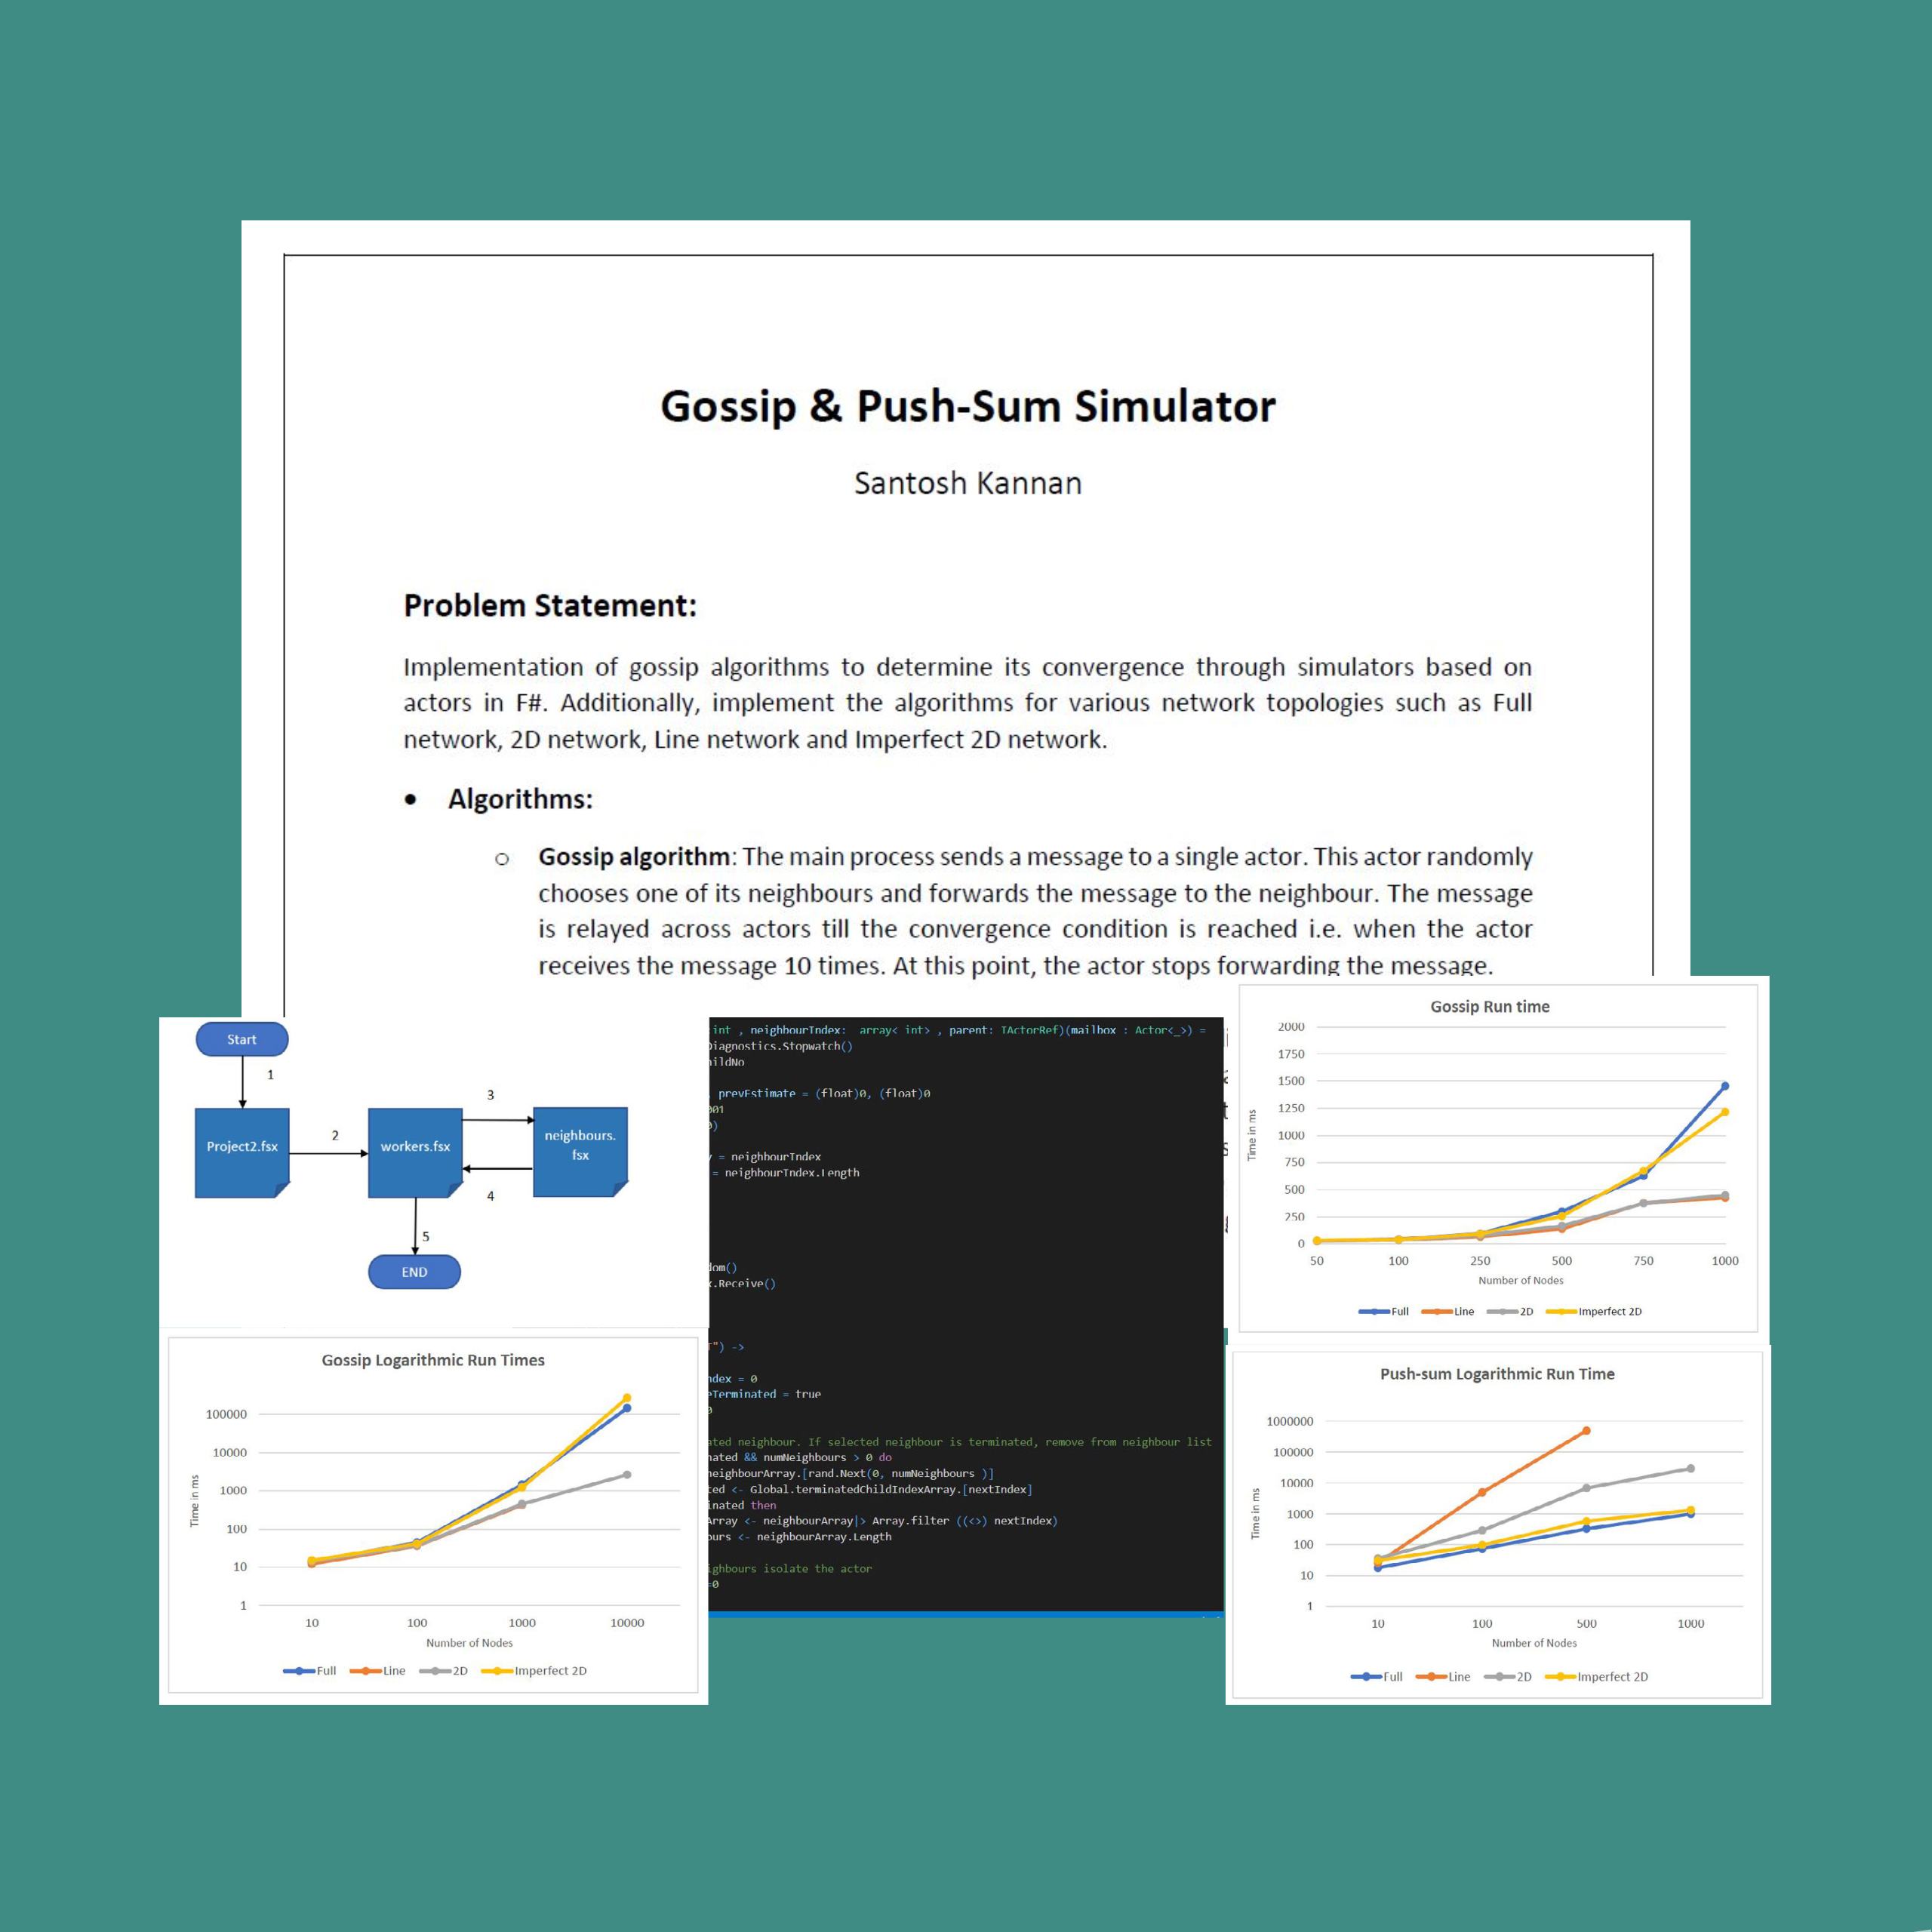 Gossip & Push-Sum Simulator
Santosh Kannan
Problem Statement:
Implementation of gossip algorithms to determine its convergence through simulators based on
actors in F#. Additionally, implement the algorithms for various network topologies such as Full
network, 2D network, Line network and Imperfect 2D network.
• Algorithms:
o Gossip algorithm: The main process sends a message to a single actor. This actor randomly
chooses one of its neighbours and forwards the message to the neighbour. The message
is relayed across actors till the convergence condition is reached i.e. when the actor
receives the message 10 times. At this point, the actor stops forwarding the message.
Start
1
Project2.fsx
2
workers.fsx
3
neighbours.
fsx
4
5
END
int , neighbourIndex: array< int> , parent: TActorRef)(mailbox : Actor<_>) =
Diagnostics.Stopwatch()
hildNo
prevEstimate = (float)0, (float)0
001
)
= neighbourIndex
= neighbourIndex.Length
dom()
.Receive()
") ->
ndex = 0
eTerminated = true
ated neighbour. If selected neighbour is terminated, remove from neighbour list
nated && numNeighbours > 0 do
neighbourArray.[rand.Next(0, numNeighbours )]
ted <- Global.terminatedChildIndexArray.[nextIndex]
inated then
Array <- neighbourArray|> Array.filter ((<>) nextIndex)
ours <- neighbourArray.Length
ighbours isolate the actor
=0
Gossip Run time
2000
1750
1500
1250
1000
750
500
250
0
Time in ms
50 100 250 500 750 1000
Number of Nodes
Full Line 2D Imperfect 2D
Gossip Logarithmic Run Times
100000
10000
1000
100
10
1
Time in ms
10 100 1000 10000
Number of Nodes
Full Line 2D Imperfect 2D
Push-sum Logarithmic Run Time
1000000
100000
10000
1000
100
10
1
Time in ms
10 100 500 1000
Number of Nodes
Full Line 2D Imperfect 2D